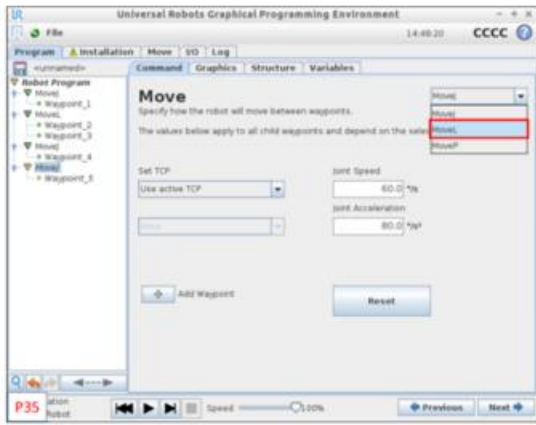 Universal Robots Graphical Programming Environment
File
14:48:20 CCCC ?
Program Installation Move I/O Log
<unnamed>
Command Graphics Structure Variables
Robot Program
MoveJ
Waypoint_1
MoveL
Waypoint_2
Waypoint_3
MoveJ
Waypoint_4
MoveJ
Waypoint_5
Move
MoveJ
Specify how the robot will move between waypoints.
MoveJ
The values below apply to all child waypoints and depend on the sele
MoveL
MoveP
Set TCP
Joint Speed
Use active TCP
60.0 °/s
Joint Acceleration
80.0 °/s²
Add Waypoint
Reset
P35
ation
Robot
Speed
100%
Previous
Next